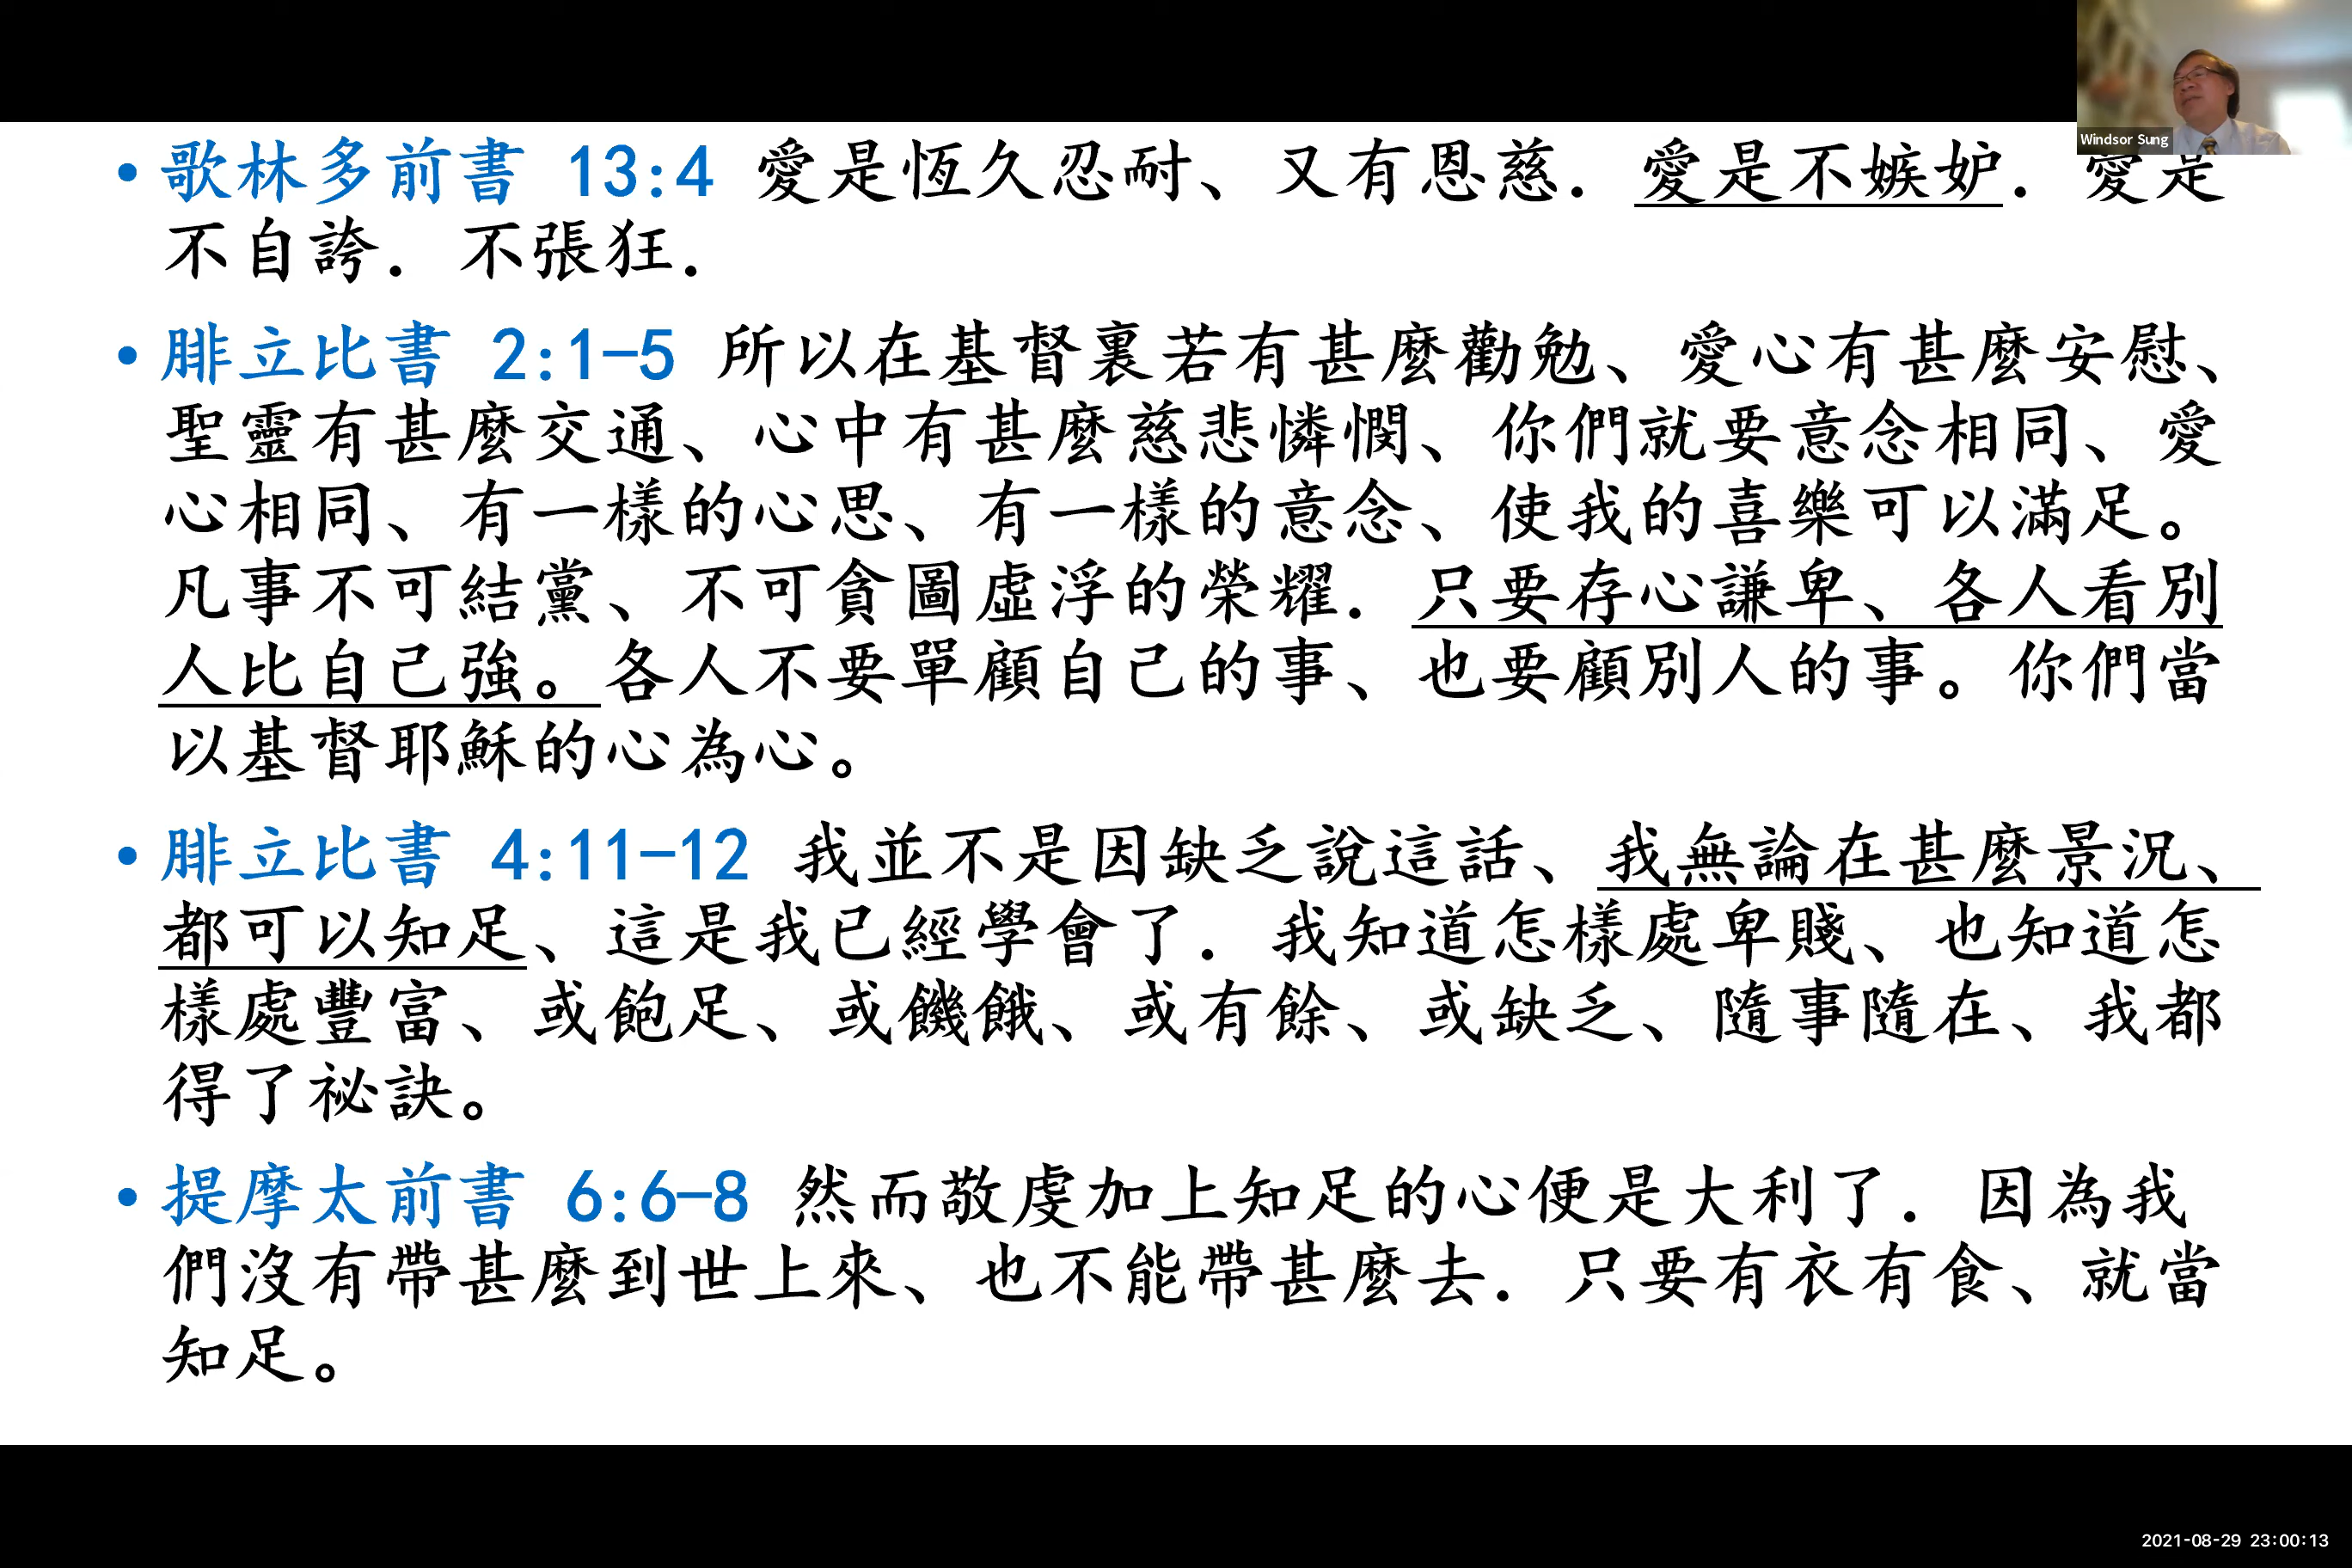 Windsor Sung
• 歌林多前書 13:4 愛是恆久忍耐、又有恩慈．愛是不嫉妒．愛是
不自誇．不張狂．
• 腓立比書 2:1-5 所以在基督裏若有甚麼勸勉、愛心有甚麼安慰、
聖靈有甚麼交通、心中有甚麼慈悲憐憫、你們就要意念相同、愛
心相同、有一樣的心思、有一樣的意念、使我的喜樂可以滿足。
凡事不可結黨、不可貪圖虛浮的榮耀．只要存心謙卑、各人看別
人比自己強。各人不要單顧自己的事、也要顧別人的事。你們當
以基督耶穌的心為心。
• 腓立比書 4:11-12 我並不是因缺乏說這話、我無論在甚麼景況、
都可以知足、這是我已經學會了．我知道怎樣處卑賤、也知道怎
樣處豐富、或飽足、或饑餓、或有餘、或缺乏、隨事隨在、我都
得了祕訣。
• 提摩太前書 6:6-8 然而敬虔加上知足的心便是大利了．因為我
們沒有帶甚麼到世上來、也不能帶甚麼去．只要有衣有食、就當
知足。
2021-08-29 23:00:13